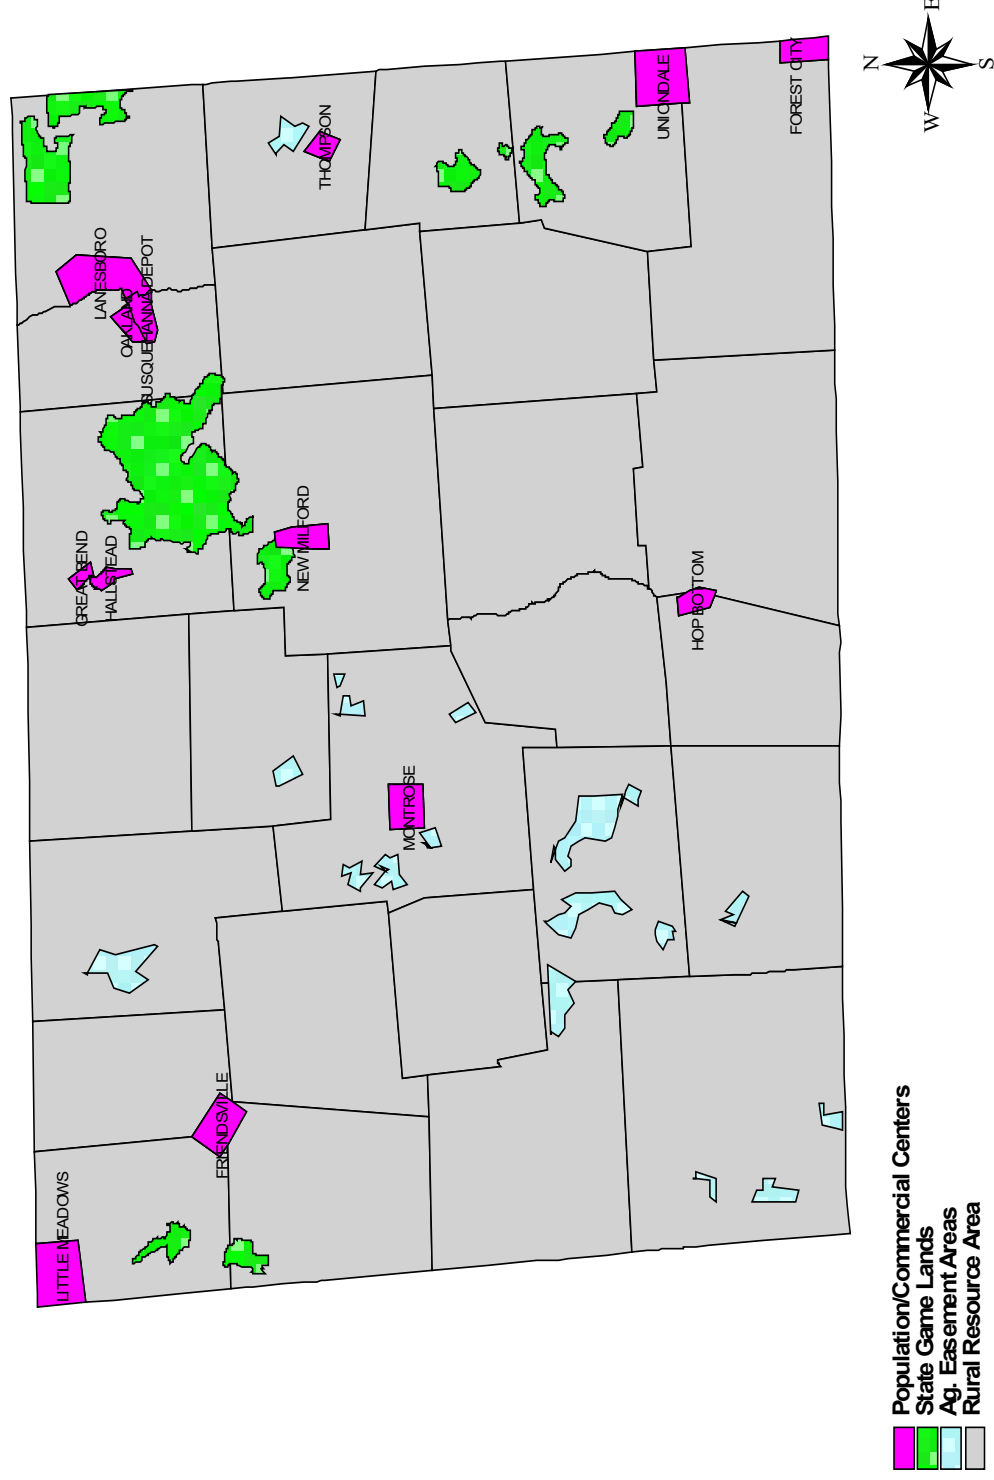 LITTLE MEADOWS
FRIENDSVILLE
GREAT BEND
HALLSTEAD
LANESBORO
OAKLAND
SUSQUEHANNA DEPOT
THOMPSON
NEW MILFORD
MONTROSE
HOP BOTTOM
UNIONDALE
FOREST CITY
N
E
S
W
Population/Commercial Centers
State Game Lands
Ag. Easement Areas
Rural Resource Area